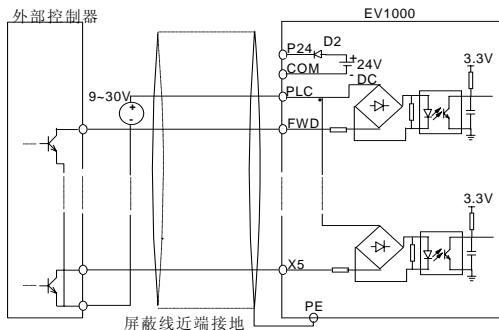 外部控制器
EV1000
P24
D2
+
-
24V
DC
COM
3.3V
9~30V
PLC
+
-
FWD
3.3V
X5
PE
屏蔽线近端接地